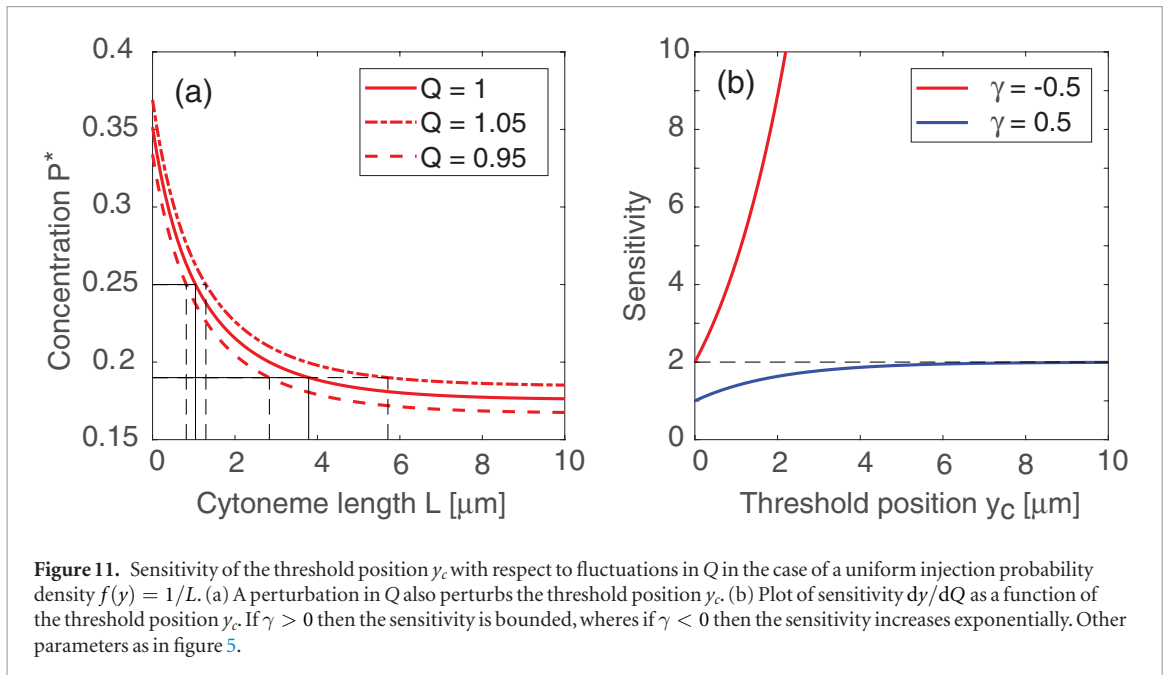 (a)
Q = 1
Q = 1.05
Q = 0.95
0.4
0.35
0.3
0.25
0.2
0.15
Concentration P*
0 2 4 6 8 10
Cytoneme length L [μm]
(b)
γ = -0.5
γ = 0.5
10
8
6
4
2
0
Sensitivity
0 2 4 6 8 10
Threshold position yC [μm]
Figure 11. Sensitivity of the threshold position yc with respect to fluctuations in Q in the case of a uniform injection probability
density f(y) = 1/L. (a) A perturbation in Q also perturbs the threshold position yc. (b) Plot of sensitivity dy/dQ as a function of
the threshold position yc. If γ > 0 then the sensitivity is bounded, wheres if γ < 0 then the sensitivity increases exponentially. Other
parameters as in figure 5.